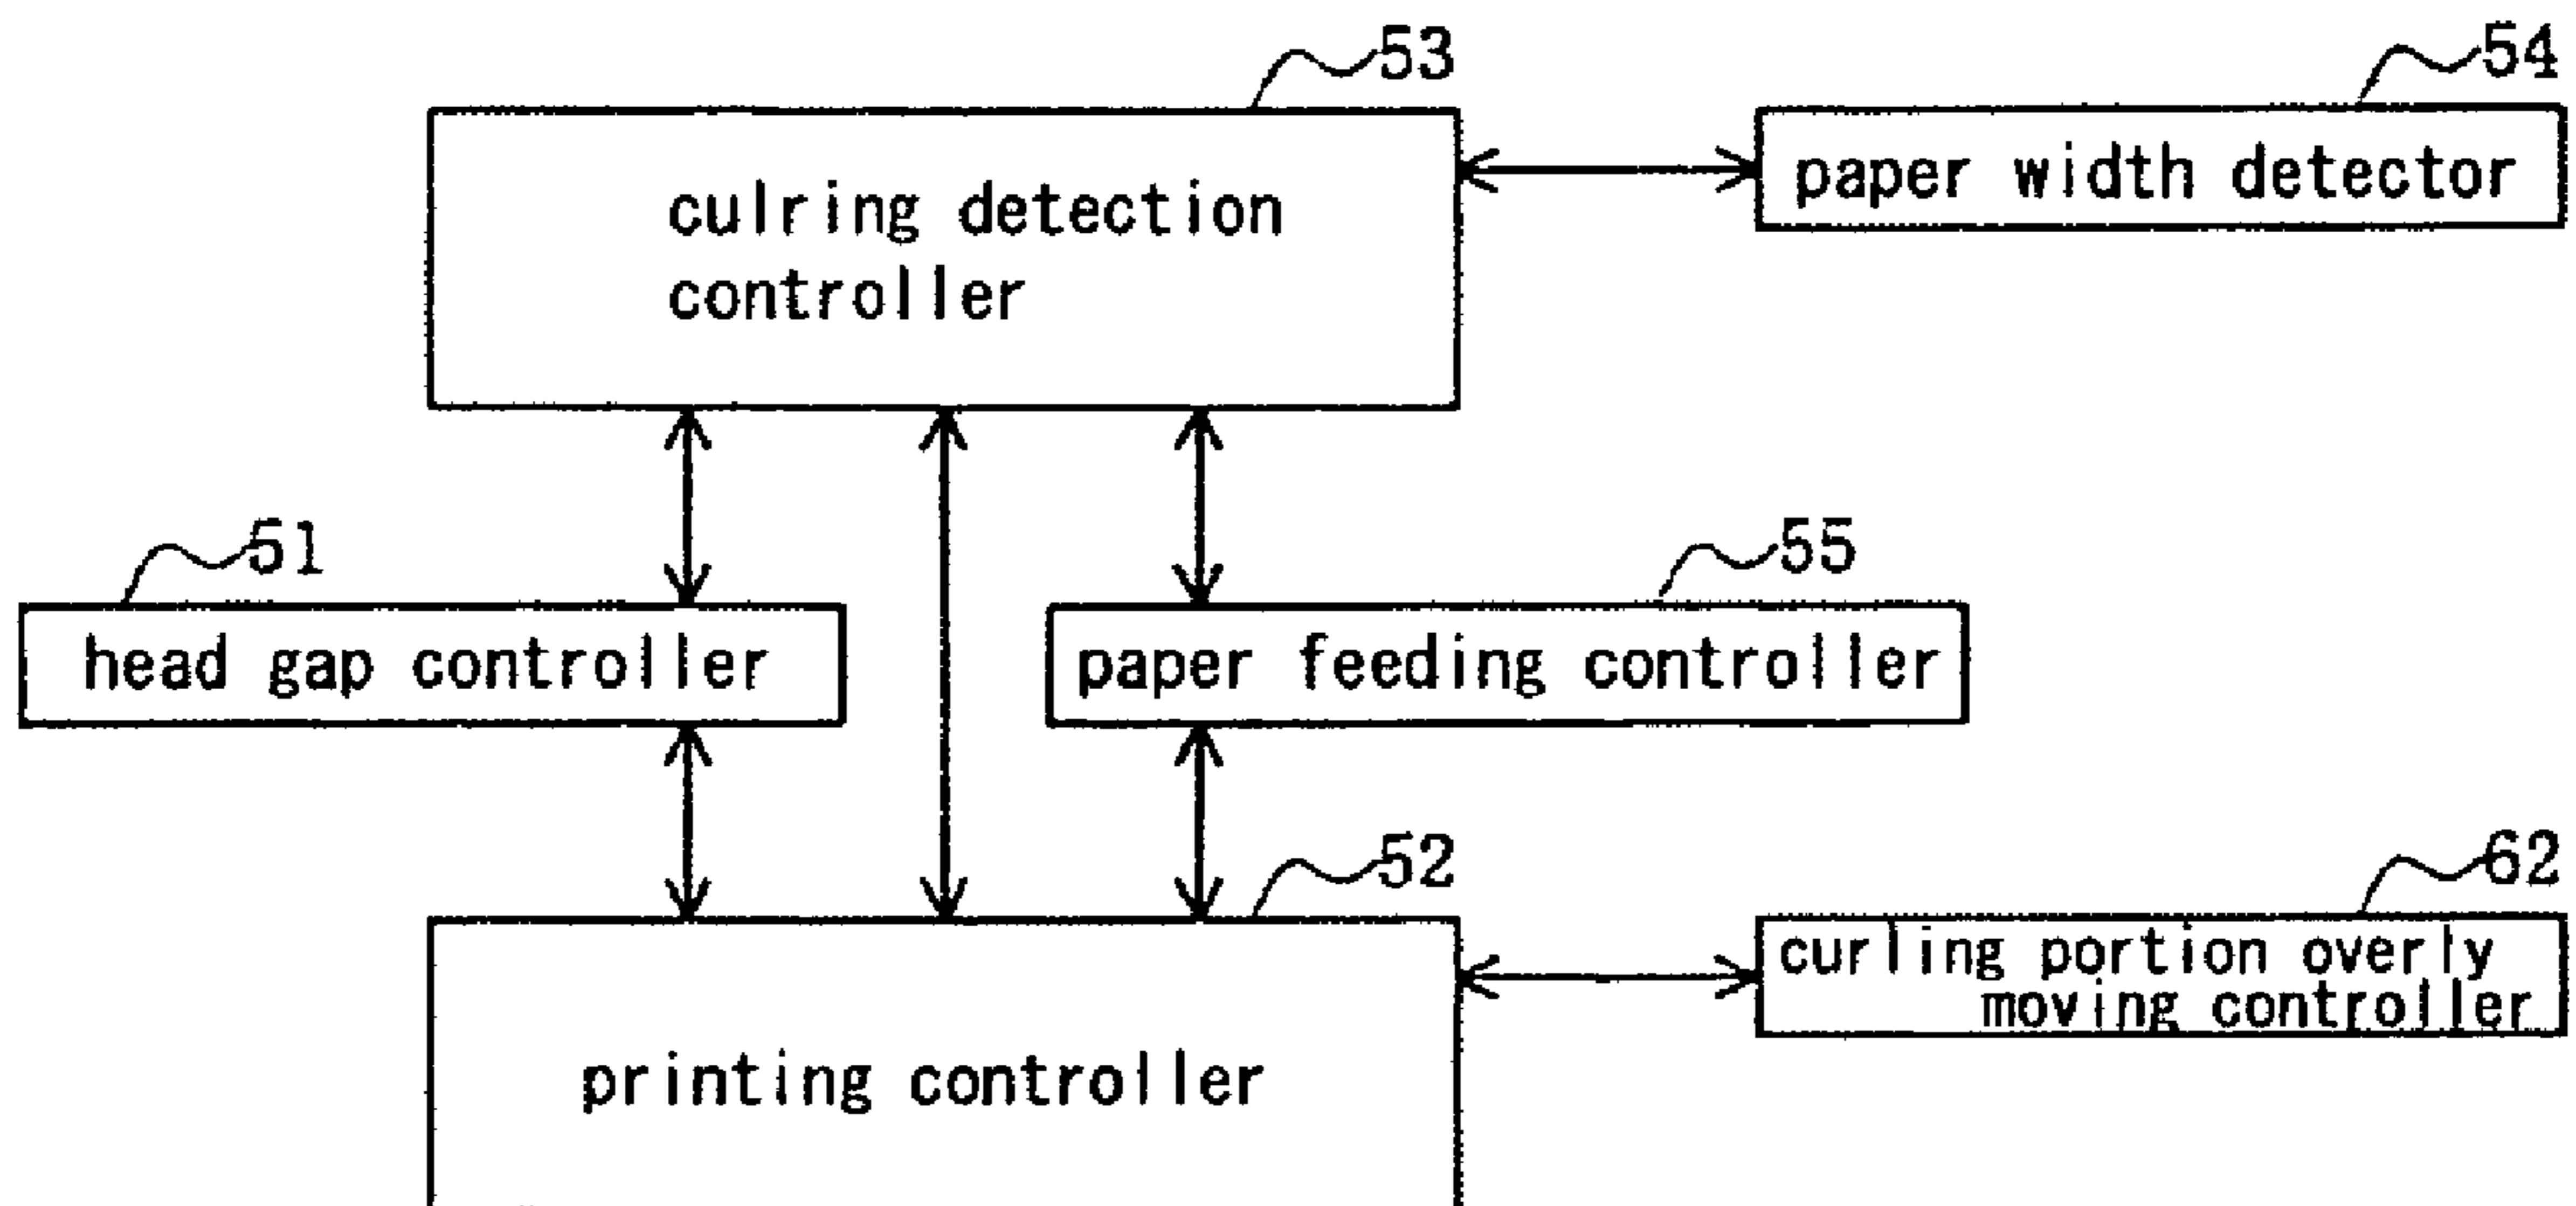 53
54
culring detection
controller
paper width detector
51
55
head gap controller
paper feeding controller
52
62
printing controller
curling portion overly
moving controller